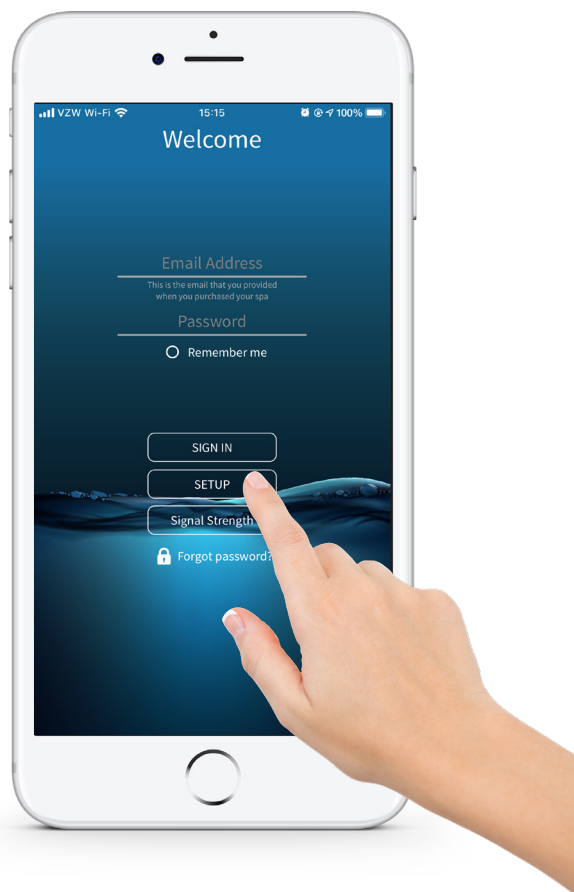 VZW Wi-Fi 15:15 100%
Welcome
Email Address
This is the email that you provided
when you purchased your spa
Password
Remember me
SIGN IN
SETUP
Signal Strength
Forgot password?